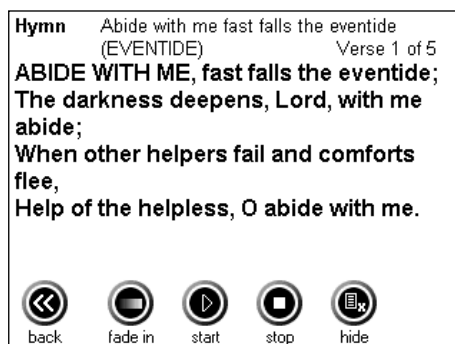 Hymn Abide with me fast falls the eventide
(EVENTIDE) Verse 1 of 5
ABIDE WITH ME, fast falls the eventide;
The darkness deepens, Lord, with me
abide;
When other helpers fail and comforts
flee,
Help of the helpless, O abide with me.
back fade in start stop hide